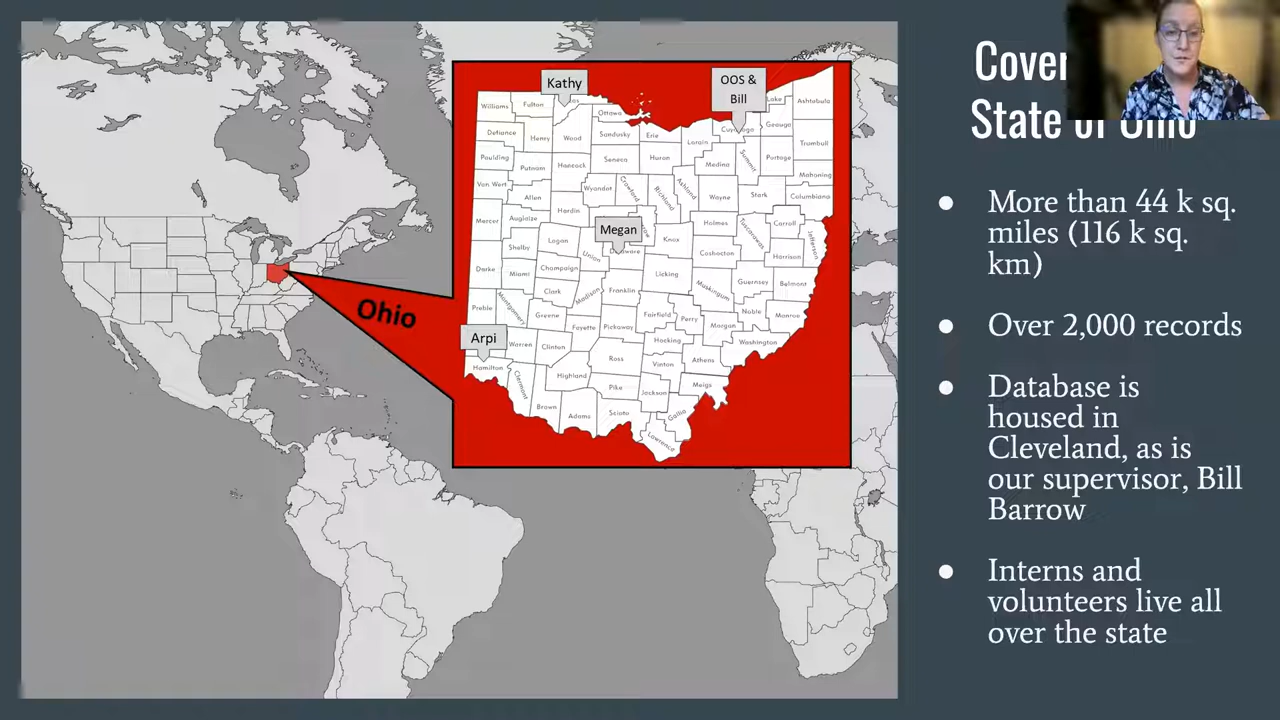 Cover
State of Ohio
More than 44 k sq.
miles (116 k sq.
km)
Over 2,000 records
Database is
housed in
Cleveland, as is
our supervisor, Bill
Barrow
Interns and
volunteers live all
over the state
Ohio
Kathy
OOS &
Bill
Megan
Arpi
Williams
Fulton
Ottawa
Lake
Ashtabula
Geauga
Defiance
Henry
Wood
Sandusky
Erie
Lorain
Trumbull
Poulding
Putnam
Hancock
Seneca
Huron
Medina
Summit
Portage
Mahoning
Van Wert
Allen
Wyandot
Crawford
Richland
Ashland
Wayne
Stark
Columbiana
Mercer
Auglaize
Hardin
Holmes
Tuscarawas
Carroll
Jefferson
Shelby
Logan
Union
Knox
Coshocton
Harrison
Darke
Miami
Champaign
Licking
Muskingum
Guernsey
Belmont
Clark
Madison
Franklin
Preble
Montgomery
Greene
Fairfield
Perry
Noble
Monroe
Fayette
Pickaway
Morgan
Washington
Warren
Clinton
Hocking
Ross
Athens
Hamilton
Clermont
Highland
Vinton
Pike
Jackson
Meigs
Brown
Adams
Scioto
Gallia
Lawrence